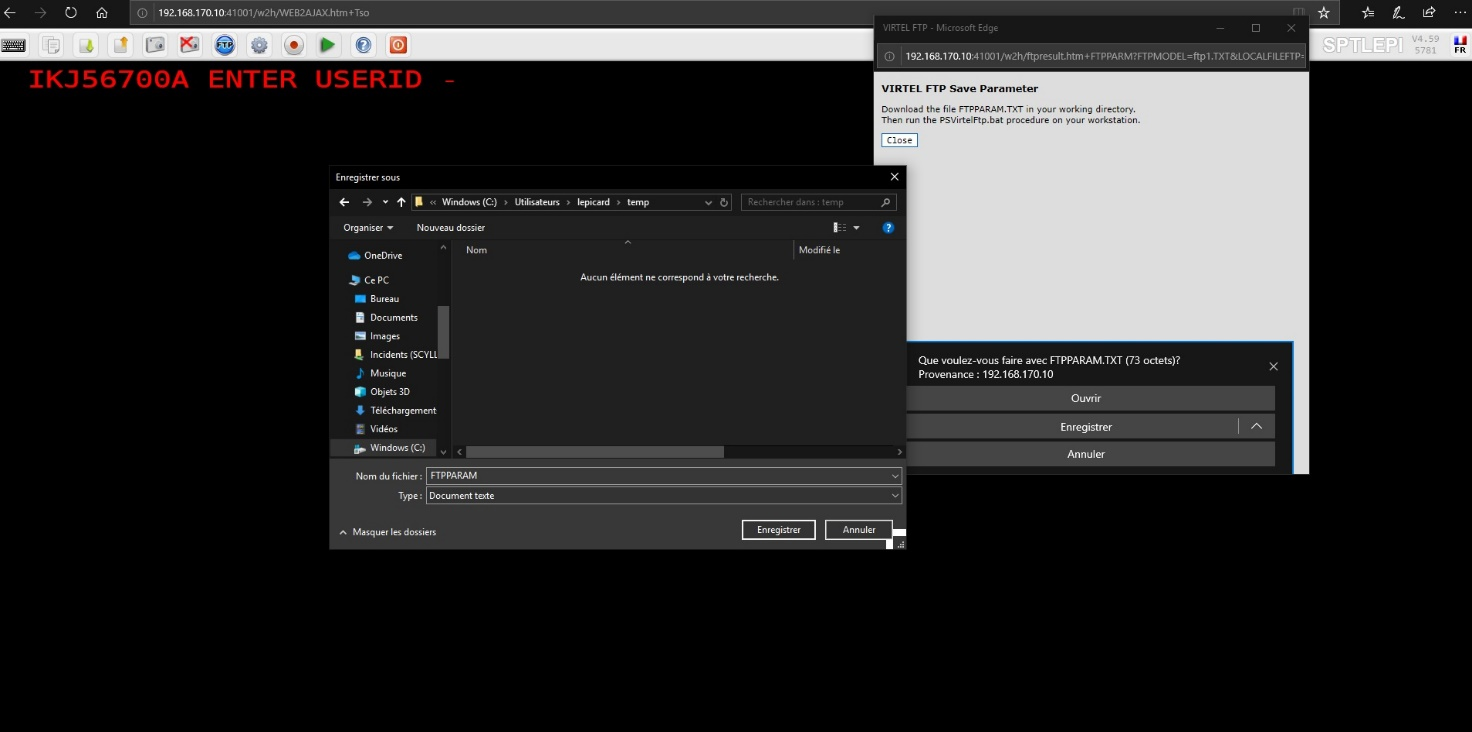 192.168.170.10:41001/w2h/WEB2AJAX.htm+Tso
VIRTEL FTP - Microsoft Edge
192.168.170.10:41001/w2h/ftpresult.htm+FTPPARM?FTPMODEL=ftp1.TXT&LOCALFILEFTP=
FTP
SPTLEPI
V4.59
5781
FR
IKJ56700A ENTER USERID -
VIRTEL FTP Save Parameter
Download the file FTPPARAM.TXT in your working directory.
Then run the PSVirtelFtp.bat procedure on your workstation.
Close
Enregistrer sous
« Windows (C:) > Utilisateurs > lepicard > temp
Rechercher dans : temp
Organiser
Nouveau dossier
Nom
Modifié le
Aucun élément ne correspond à votre recherche.
OneDrive
Ce PC
Bureau
Documents
Images
Incidents (SCYLL
Musique
Objets 3D
Téléchargement
Vidéos
Windows (C:)
Nom du fichier : FTPPARAM
Type : Document texte
Masquer les dossiers
Enregistrer
Annuler
Que voulez-vous faire avec FTPPARAM.TXT (73 octets)?
Provenance : 192.168.170.10
Ouvrir
Enregistrer
Annuler